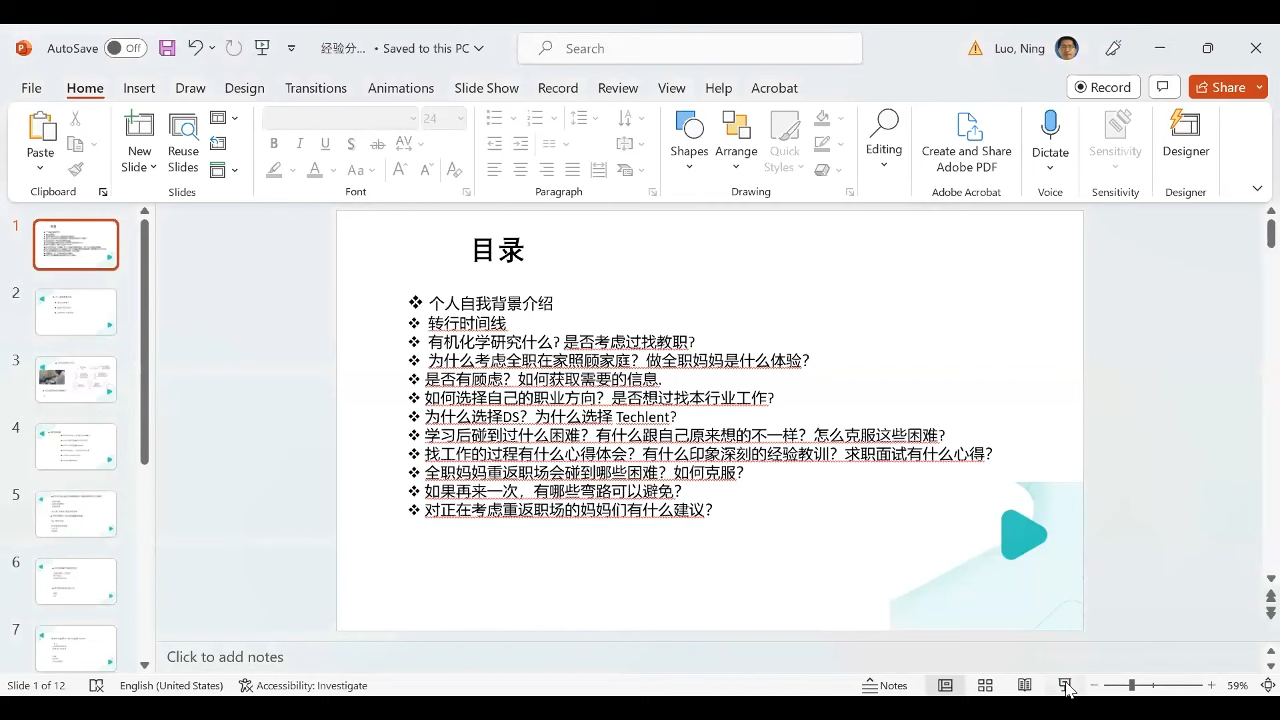 AutoSave Off 经验分... • Saved to this PC Search Luo, Ning
File Home Insert Draw Design Transitions Animations Slide Show Record Review View Help Acrobat Record Share
Paste New Slide Reuse Slides 24 Shapes Arrange Quick Styles Editing Create and Share Adobe PDF Dictate Sensitivity Designer
Clipboard Slides Font Paragraph Drawing Adobe Acrobat Voice Sensitivity Designer
1
2
3
4
5
6
7
目录
❖ 个人自我背景介绍
❖ 转行时间线
❖ 有机化学研究什么? 是否考虑过找教职?
❖ 为什么考虑全职在家照顾家庭？做全职妈妈是什么体验?
❖ 是否有顾虑？如何获取需要的信息.
❖ 如何选择自己的职业方向？是否想过找本行业工作?
❖ 为什么选择DS？为什么选择 Techlent?
❖ 学习后碰到过什么困难？有什么跟自己原来想的不一样？怎么克服这些困难
❖ 找工作的过程有什么心得体会？有什么印象深刻的经验教训？求职面试有什么心得?
❖ 全职妈妈重返职场会碰到哪些困难？如何克服?
❖ 如果再来一次，有哪些弯路可以避免?
❖ 对正在考虑重返职场的妈妈们有什么建议?
Click to add notes
Slide 1 of 12 English (United States) Accessibility: Investigate Notes 59%